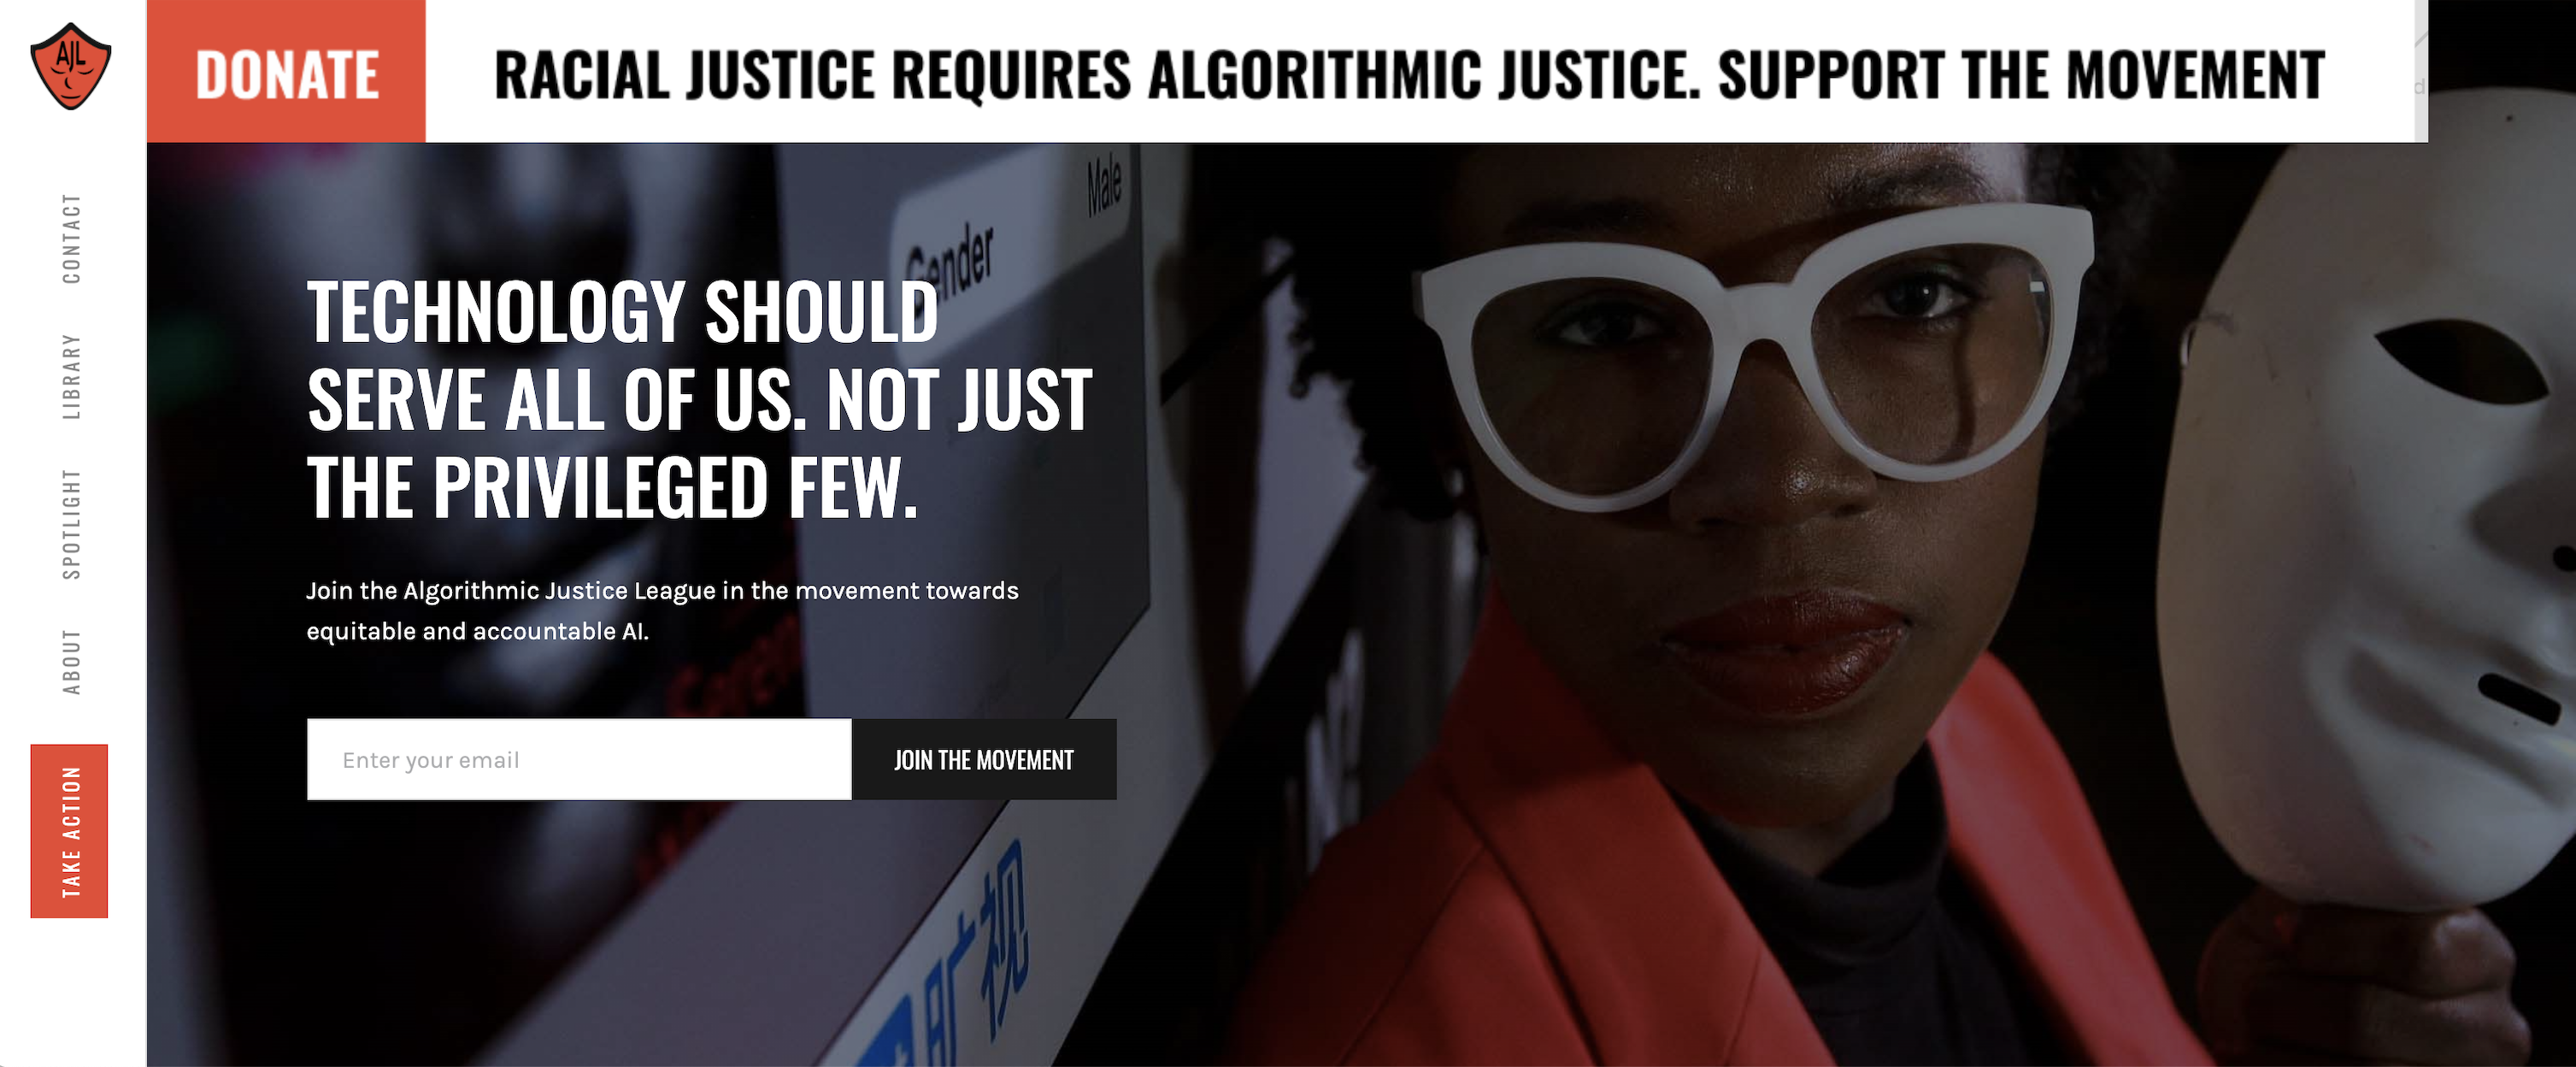 AJL
DONATE
RACIAL JUSTICE REQUIRES ALGORITHMIC JUSTICE. SUPPORT THE MOVEMENT
CONTACT
LIBRARY
SPOTLIGHT
ABOUT
TAKE ACTION
Gender
Male
TECHNOLOGY SHOULD
SERVE ALL OF US. NOT JUST
THE PRIVILEGED FEW.
Join the Algorithmic Justice League in the movement towards
equitable and accountable AI.
Enter your email
JOIN THE MOVEMENT
旷视